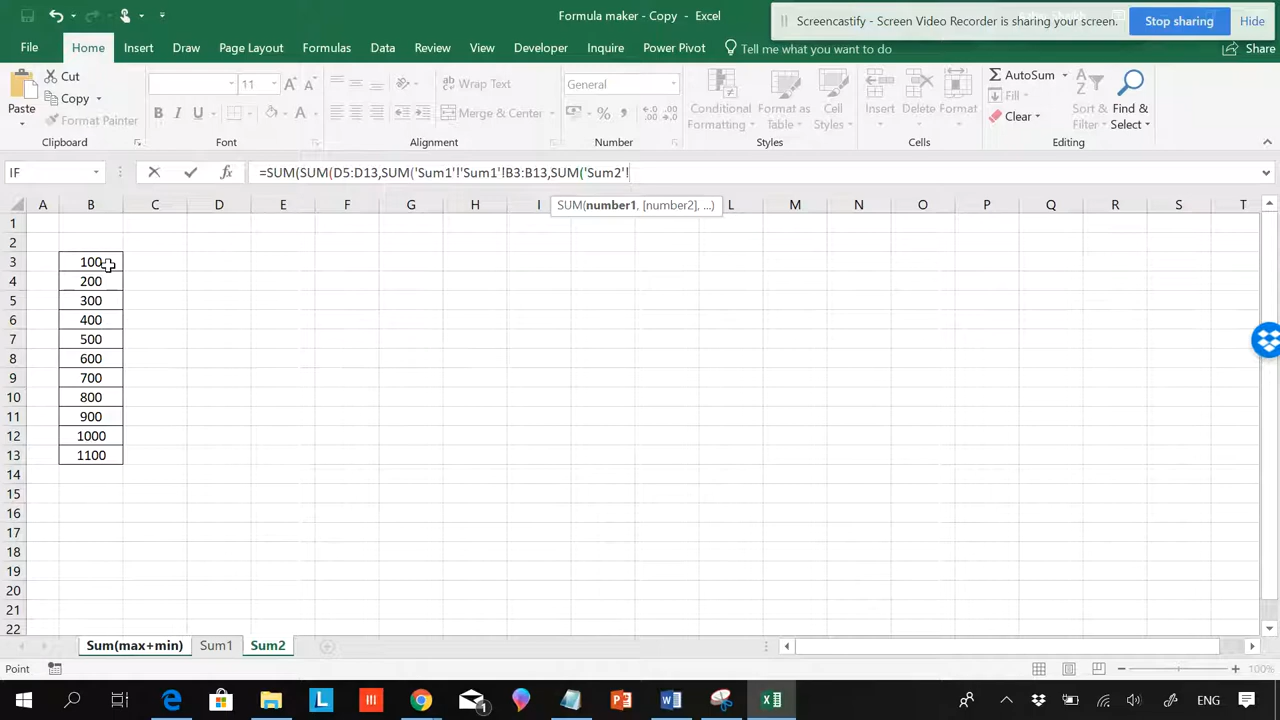 Formula maker - Copy - Excel
Screencastify - Screen Video Recorder is sharing your screen.
Stop sharing
Hide
File Home Insert Draw Page Layout Formulas Data Review View Developer Inquire Power Pivot Tell me what you want to do Share
Paste
Cut
Copy
Format Painter
Clipboard
11
A A
B I U A
Font
Wrap Text
Merge & Center
Alignment
General
% ,
Number
Conditional Formatting
Format as Table
Cell Styles
Styles
Insert
Delete
Format
Cells
AutoSum
Fill
Clear
Sort & Filter
Find & Select
Editing
IF
fx
=SUM(SUM(D5:D13,SUM('Sum1'!'Sum1'!B3:B13,SUM('Sum2'!
SUM(number1, [number2], ...)
A B C D E F G H I L M N O P Q R S T
1
2
3 100
4 200
5 300
6 400
7 500
8 600
9 700
10 800
11 900
12 1000
13 1100
14
15
16
17
18
19
20
21
22
Sum(max+min) Sum1 Sum2
Point
100%
L
1
ENG